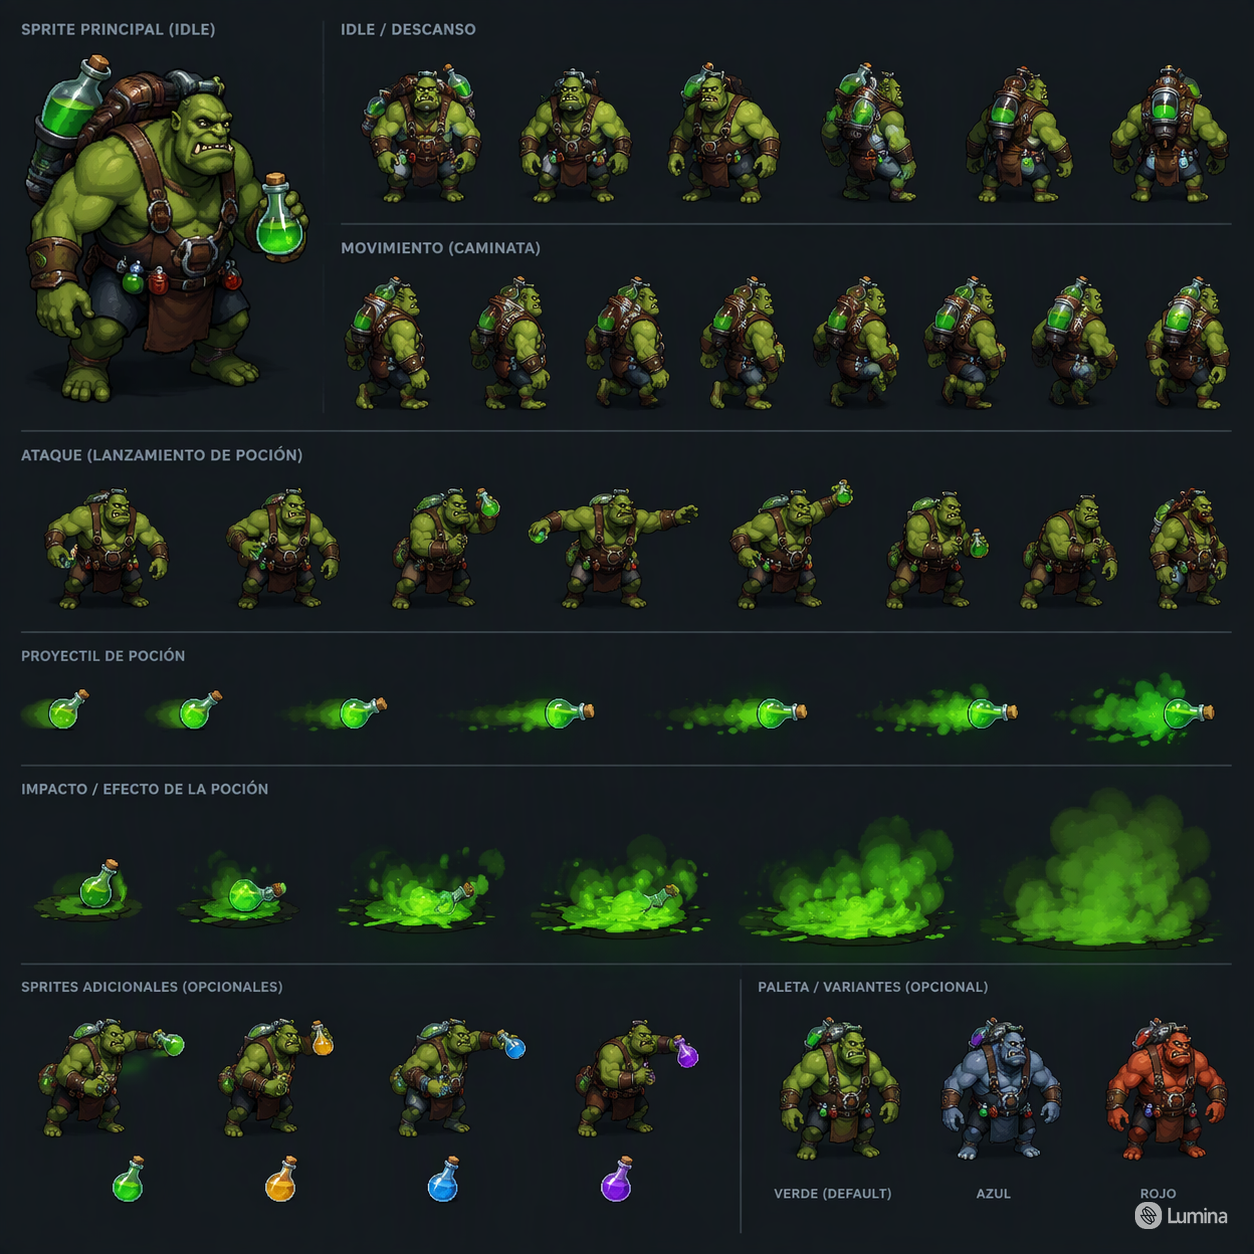 SPRITE PRINCIPAL (IDLE)
IDLE / DESCANSO
MOVIMIENTO (CAMINATA)
ATAQUE (LANZAMIENTO DE POCIÓN)
PROYECTIL DE POCIÓN
IMPACTO / EFECTO DE LA POCIÓN
SPRITES ADICIONALES (OPCIONALES)
PALETA / VARIANTES (OPCIONAL)
VERDE (DEFAULT)
AZUL
ROJO
Lumina